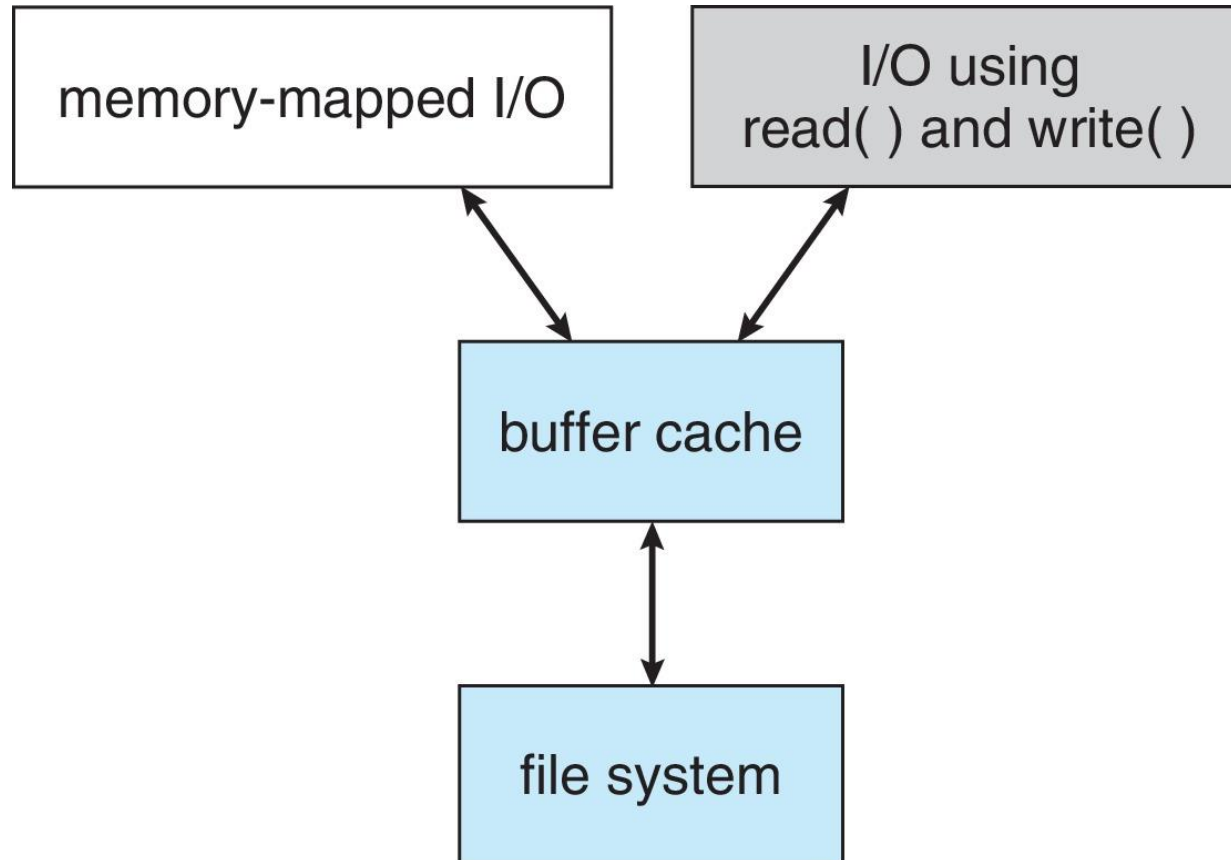 memory-mapped I/O
I/O using
read( ) and write( )
buffer cache
file system